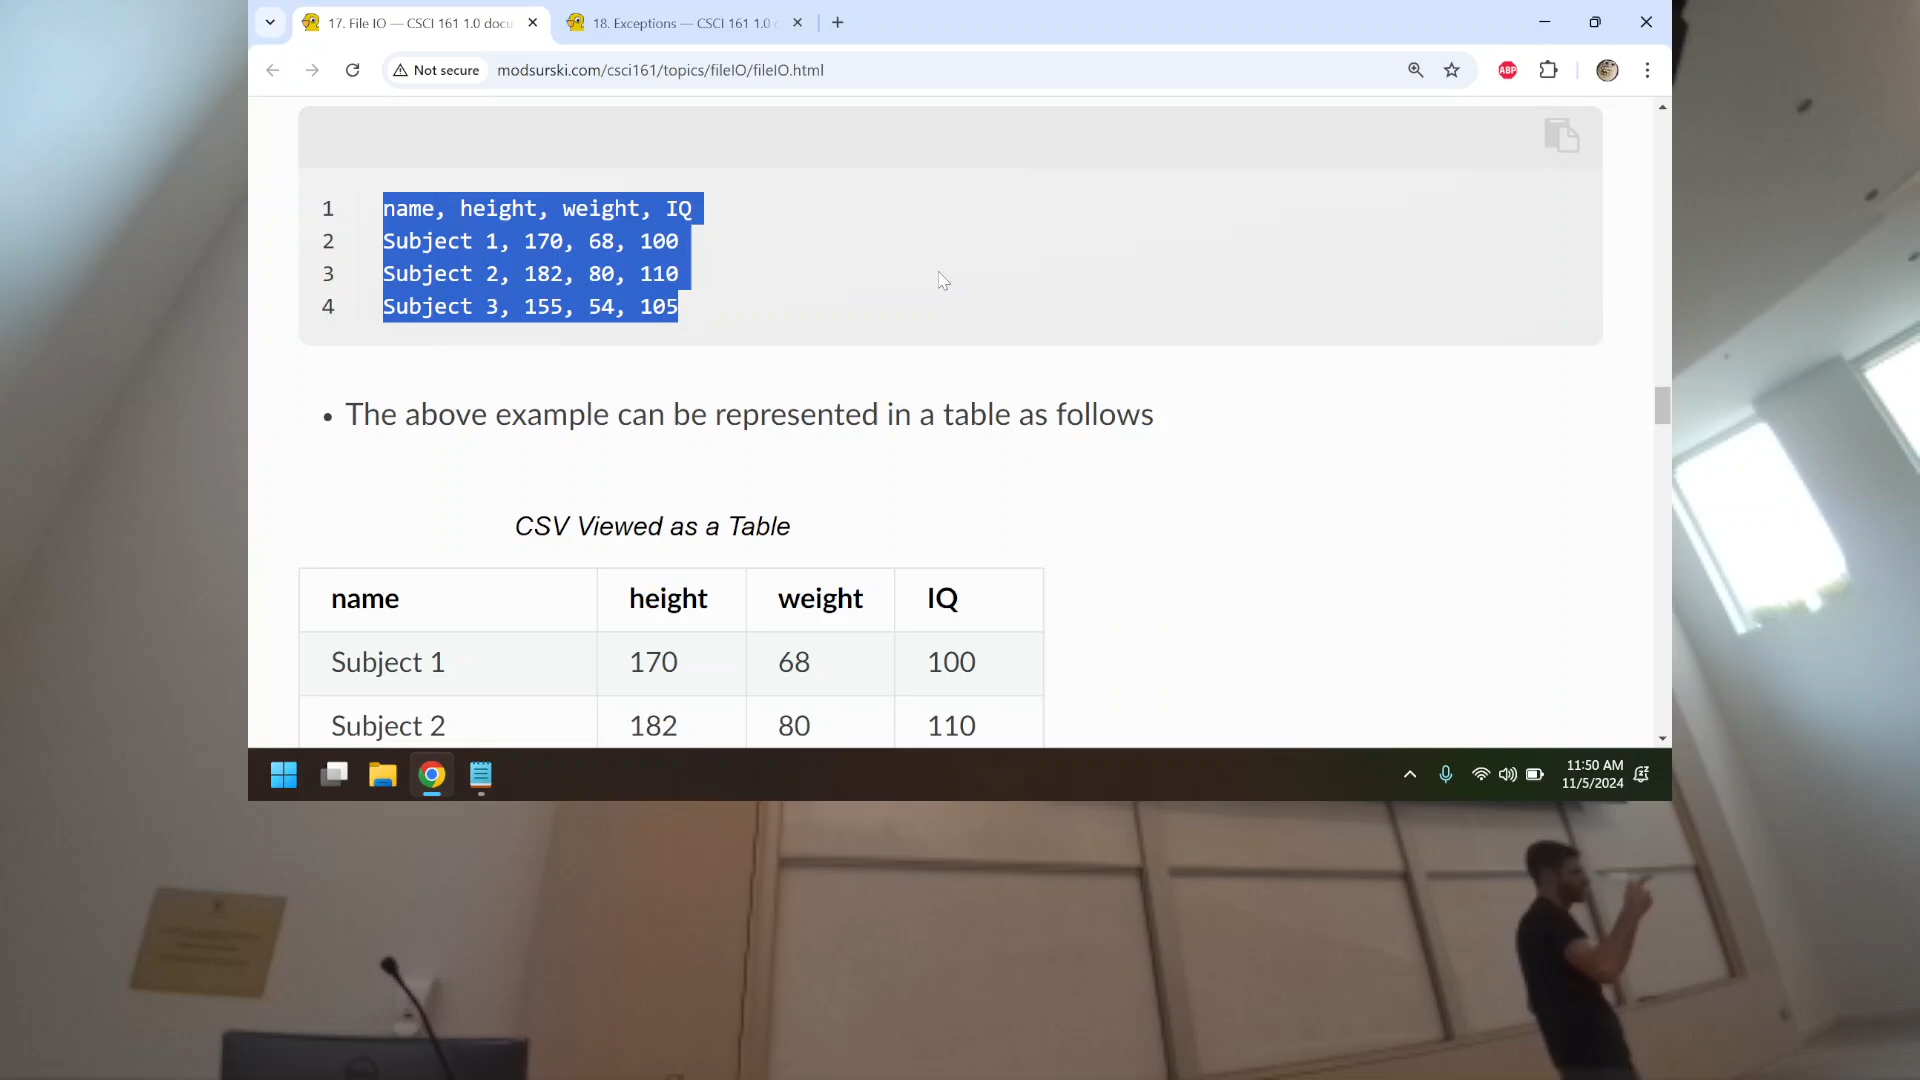 17. File IO — CSCI 161 1.0 docu
18. Exceptions — CSCI 161 1.0
Not secure
modsurski.com/csci161/topics/fileIO/fileIO.html
ABP
1 name, height, weight, IQ
2 Subject 1, 170, 68, 100
3 Subject 2, 182, 80, 110
4 Subject 3, 155, 54, 105
• The above example can be represented in a table as follows
CSV Viewed as a Table
name height weight IQ
Subject 1 170 68 100
Subject 2 182 80 110
11:50 AM
11/5/2024